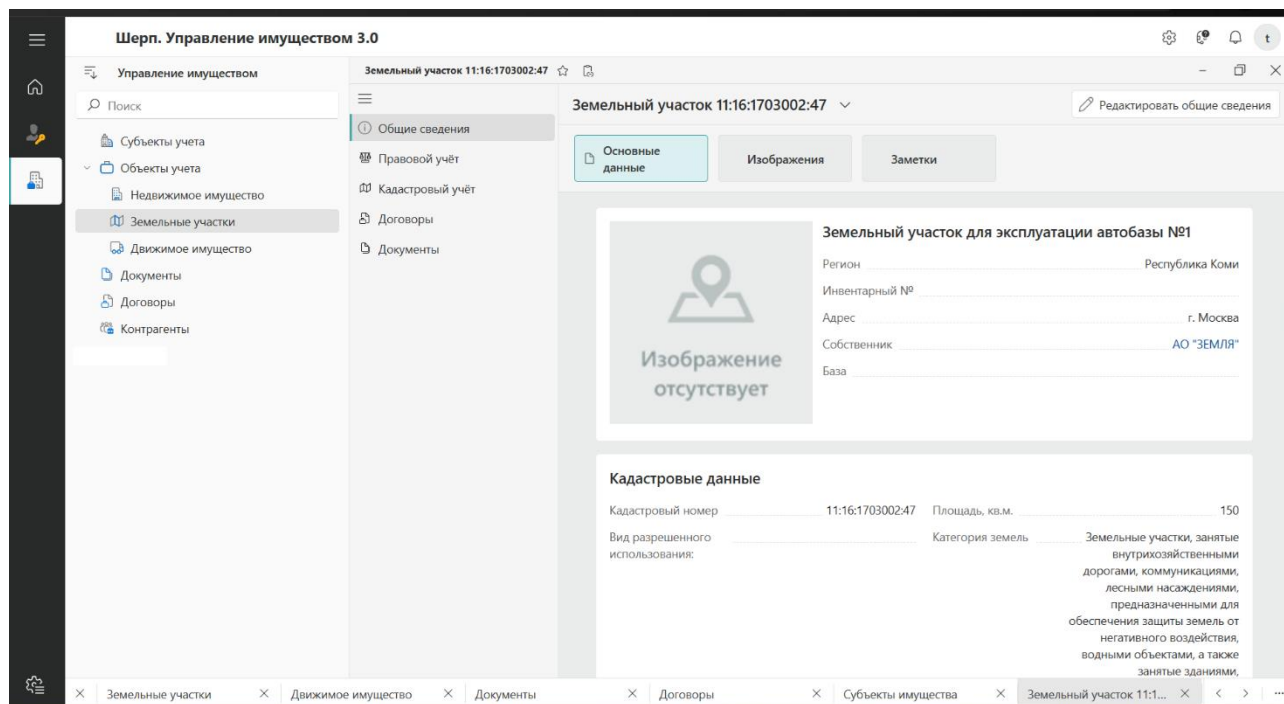 Шерп. Управление имуществом 3.0
t
Управление имуществом
Поиск
Субъекты учета
Объекты учета
Недвижимое имущество
Земельные участки
Движимое имущество
Документы
Договоры
Контрагенты
Земельный участок 11:16:1703002:47
Общие сведения
Правовой учёт
Кадастровый учёт
Договоры
Документы
Земельный участок 11:16:1703002:47
Редактировать общие сведения
Основные
данные
Изображения
Заметки
Изображение
отсутствует
Земельный участок для эксплуатации автобазы №1
Регион Республика Коми
Инвентарный №
Адрес г. Москва
Собственник АО "ЗЕМЛЯ"
База
Кадастровые данные
Кадастровый номер 11:16:1703002:47 Площадь, кв.м. 150
Вид разрешенного
использования:
Категория земель Земельные участки, занятые
внутрихозяйственными
дорогами, коммуникациями,
лесными насаждениями,
предназначенными для
обеспечения защиты земель от
негативного воздействия,
водными объектами, а также
занятые зданиями,
Земельные участки Движимое имущество Документы Договоры Субъекты имущества Земельный участок 11:1...